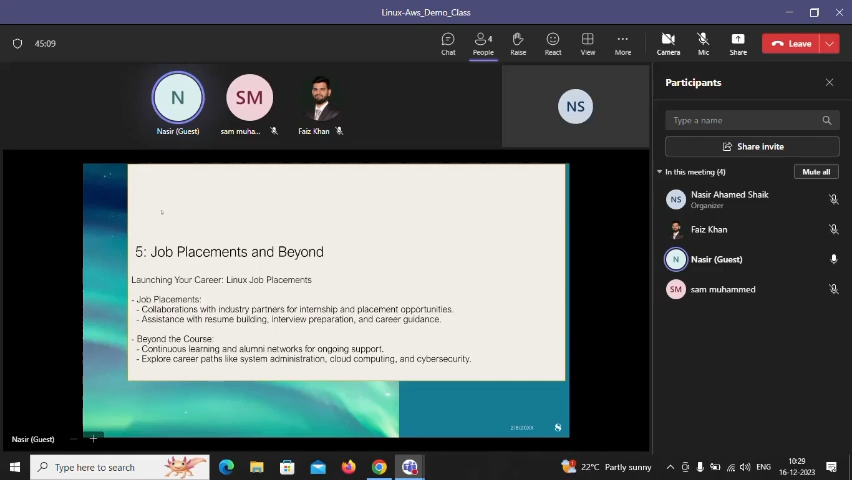 Linux-Aws_Demo_Class
45:09
Chat
4
People
Raise
React
View
More
Camera
Mic
Share
Leave
N
Nasir (Guest)
SM
sam muha...
Faiz Khan
NS
Participants
Type a name
Share invite
In this meeting (4)
Mute all
NS
Nasir Ahamed Shaik
Organizer
Faiz Khan
N
Nasir (Guest)
SM
sam muhammed
5: Job Placements and Beyond
Launching Your Career: Linux Job Placements
- Job Placements:
- Collaborations with industry partners for internship and placement opportunities.
- Assistance with resume building, interview preparation, and career guidance.
- Beyond the Course:
- Continuous learning and alumni networks for ongoing support.
- Explore career paths like system administration, cloud computing, and cybersecurity.
2/8/20XX
8
Nasir (Guest)
Type here to search
22°C Partly sunny
ENG
10:29
16-12-2023